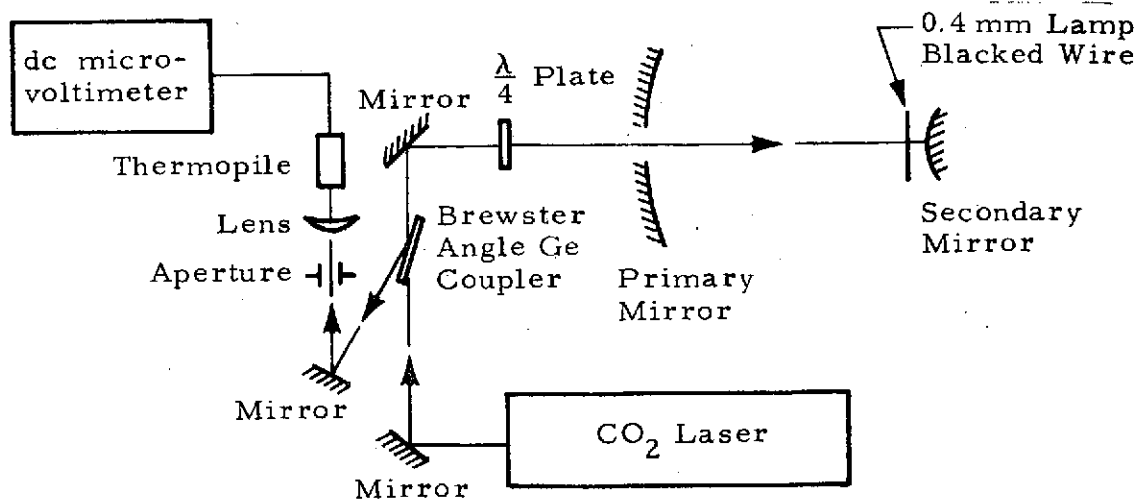 dc micro-
voltimeter
Thermopile
Lens
Aperture
Mirror
Mirror
λ/4 Plate
Brewster
Angle Ge
Coupler
Primary
Mirror
0.4 mm Lamp
Blacked Wire
Secondary
Mirror
CO₂ Laser
Mirror